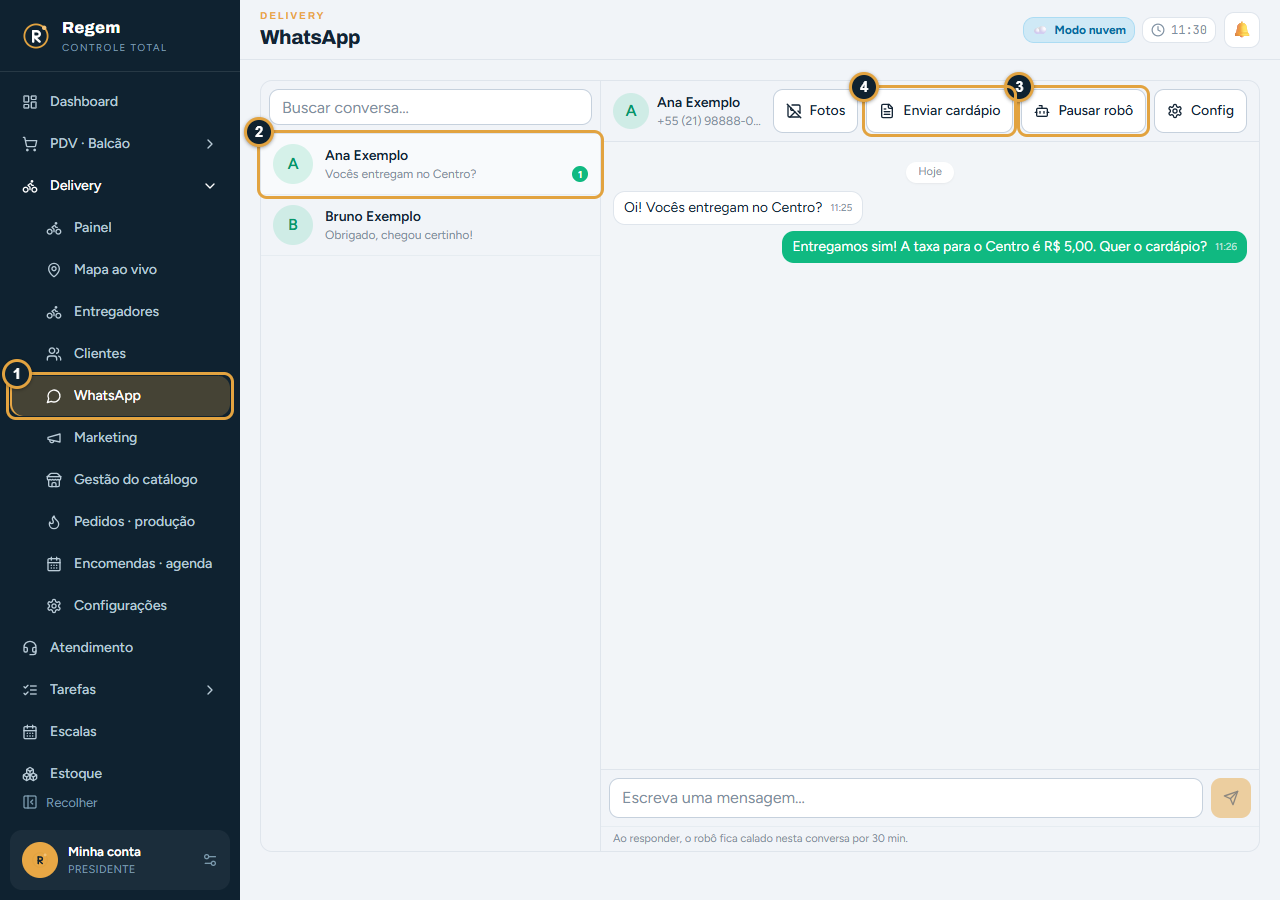 Regem
CONTROLE TOTAL
Dashboard
PDV · Balcão
Delivery
Painel
Mapa ao vivo
Entregadores
Clientes
1
WhatsApp
Marketing
Gestão do catálogo
Pedidos · produção
Encomendas · agenda
Configurações
Atendimento
Tarefas
Escalas
Estoque
Recolher
R
Minha conta
PRESIDENTE
DELIVERY
WhatsApp
Modo nuvem
11:30
Buscar conversa...
2
A
Ana Exemplo
Vocês entregam no Centro?
1
B
Bruno Exemplo
Obrigado, chegou certinho!
A
Ana Exemplo
+55 (21) 98888-0...
Fotos
4
Enviar cardápio
3
Pausar robô
Config
Hoje
Oi! Vocês entregam no Centro? 11:25
Entregamos sim! A taxa para o Centro é R$ 5,00. Quer o cardápio? 11:26
Escreva uma mensagem...
Ao responder, o robô fica calado nesta conversa por 30 min.